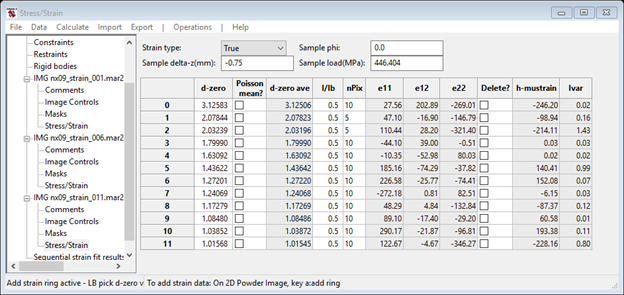 Stress/Strain
File Data Calculate Import Export | Operations | Help
Constraints
Restraints
Rigid bodies
IMG nx09_strain_001.mar2
Comments
Image Controls
Masks
Stress/Strain
IMG nx09_strain_006.mar2
Comments
Image Controls
Masks
Stress/Strain
IMG nx09_strain_011.mar2
Comments
Image Controls
Masks
Stress/Strain
Sequential strain fit results
Strain type: True Sample phi: 0.0
Sample delta-z(mm): -0.75 Sample load(MPa): 446.404
d-zero Poisson mean? d-zero ave I/Ib nPix e11 e12 e22 Delete? h-mustrain Ivar
0 3.12583 3.12506 0.5 10 27.56 202.89 -269.01 -246.20 0.02
1 2.07844 2.07823 0.5 5 47.10 -16.90 -146.79 -98.94 0.16
2 2.03239 2.03196 0.5 5 110.44 28.20 -321.40 -214.11 1.43
3 1.79990 1.79990 0.5 10 -44.10 39.00 -0.51 0.03 0.03
4 1.63092 1.63092 0.5 10 -10.35 -52.98 80.03 0.02 0.02
5 1.43622 1.43642 0.5 10 185.16 -74.29 -37.82 140.41 0.99
6 1.27201 1.27220 0.5 10 226.58 -25.77 -74.41 152.08 0.07
7 1.24069 1.24068 0.5 10 -272.18 0.81 82.51 -6.15 0.03
8 1.17279 1.17269 0.5 10 48.29 4.84 -132.84 -87.37 0.12
9 1.08480 1.08486 0.5 10 89.10 -17.40 -29.20 60.58 0.01
10 1.03852 1.03872 0.5 10 290.17 -21.87 -96.81 193.38 0.11
11 1.01568 1.01545 0.5 10 122.67 -4.67 -346.27 -228.16 0.80
Add strain ring active - LB pick d-zero v To add strain data: On 2D Powder Image, key a:add ring